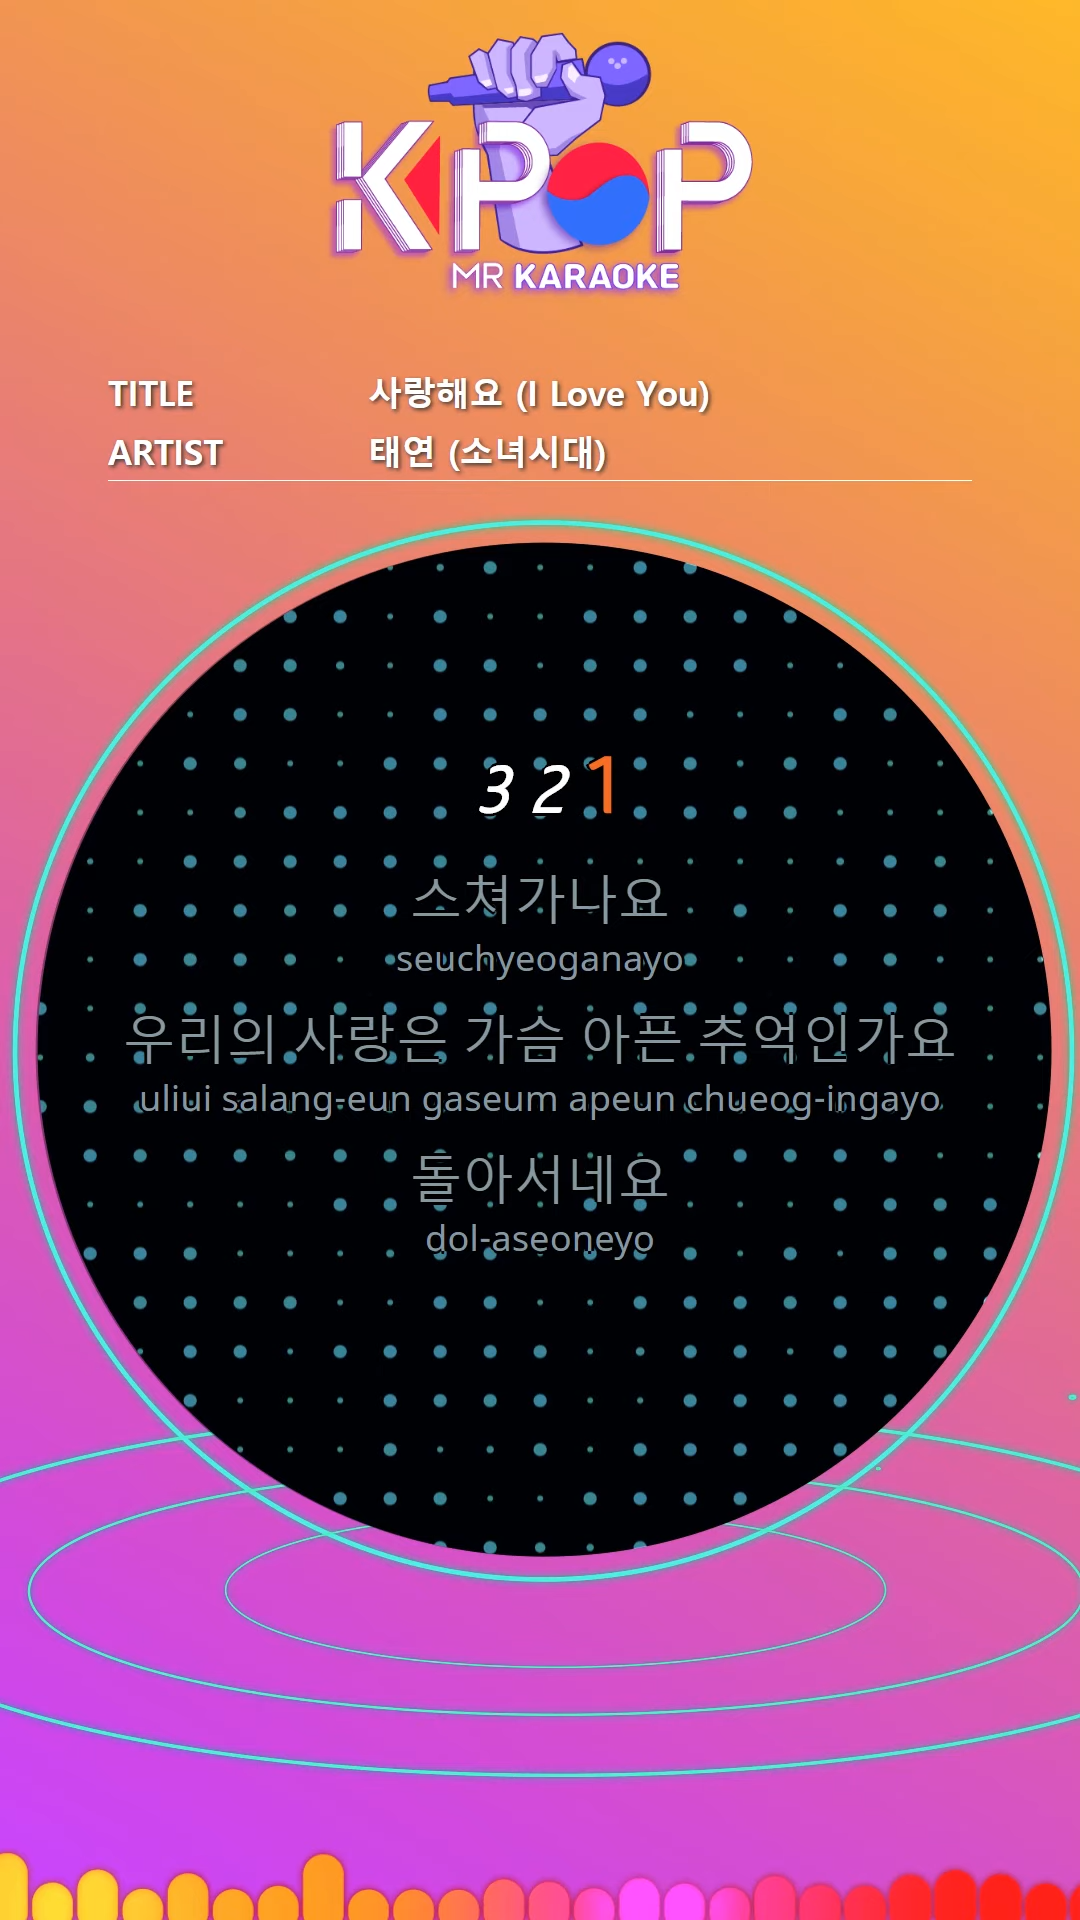 KPOP
MR KARAOKE
TITLE 사랑해요 (I Love You)
ARTIST 태연 (소녀시대)
3 2 1
스쳐가나요
seuchyeoganayo
우리의 사랑은 가슴 아픈 추억인가요
uliui salang-eun gaseum apeun chueog-ingayo
돌아서네요
dol-aseoneyo